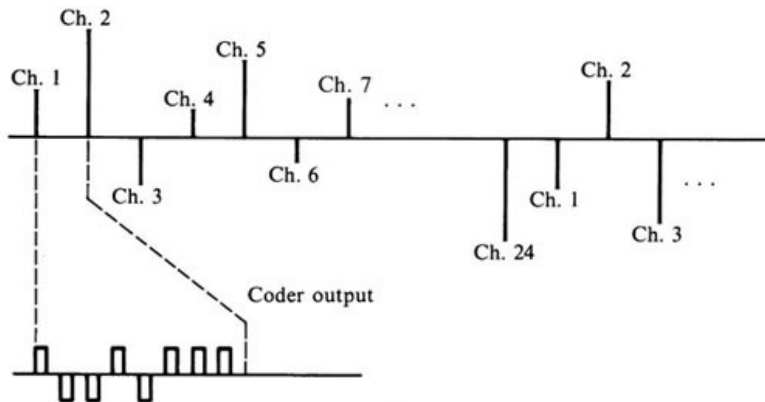 Ch. 1
Ch. 2
Ch. 3
Ch. 4
Ch. 5
Ch. 6
Ch. 7
. . .
Ch. 24
Ch. 1
Ch. 2
Ch. 3
. . .
Coder output